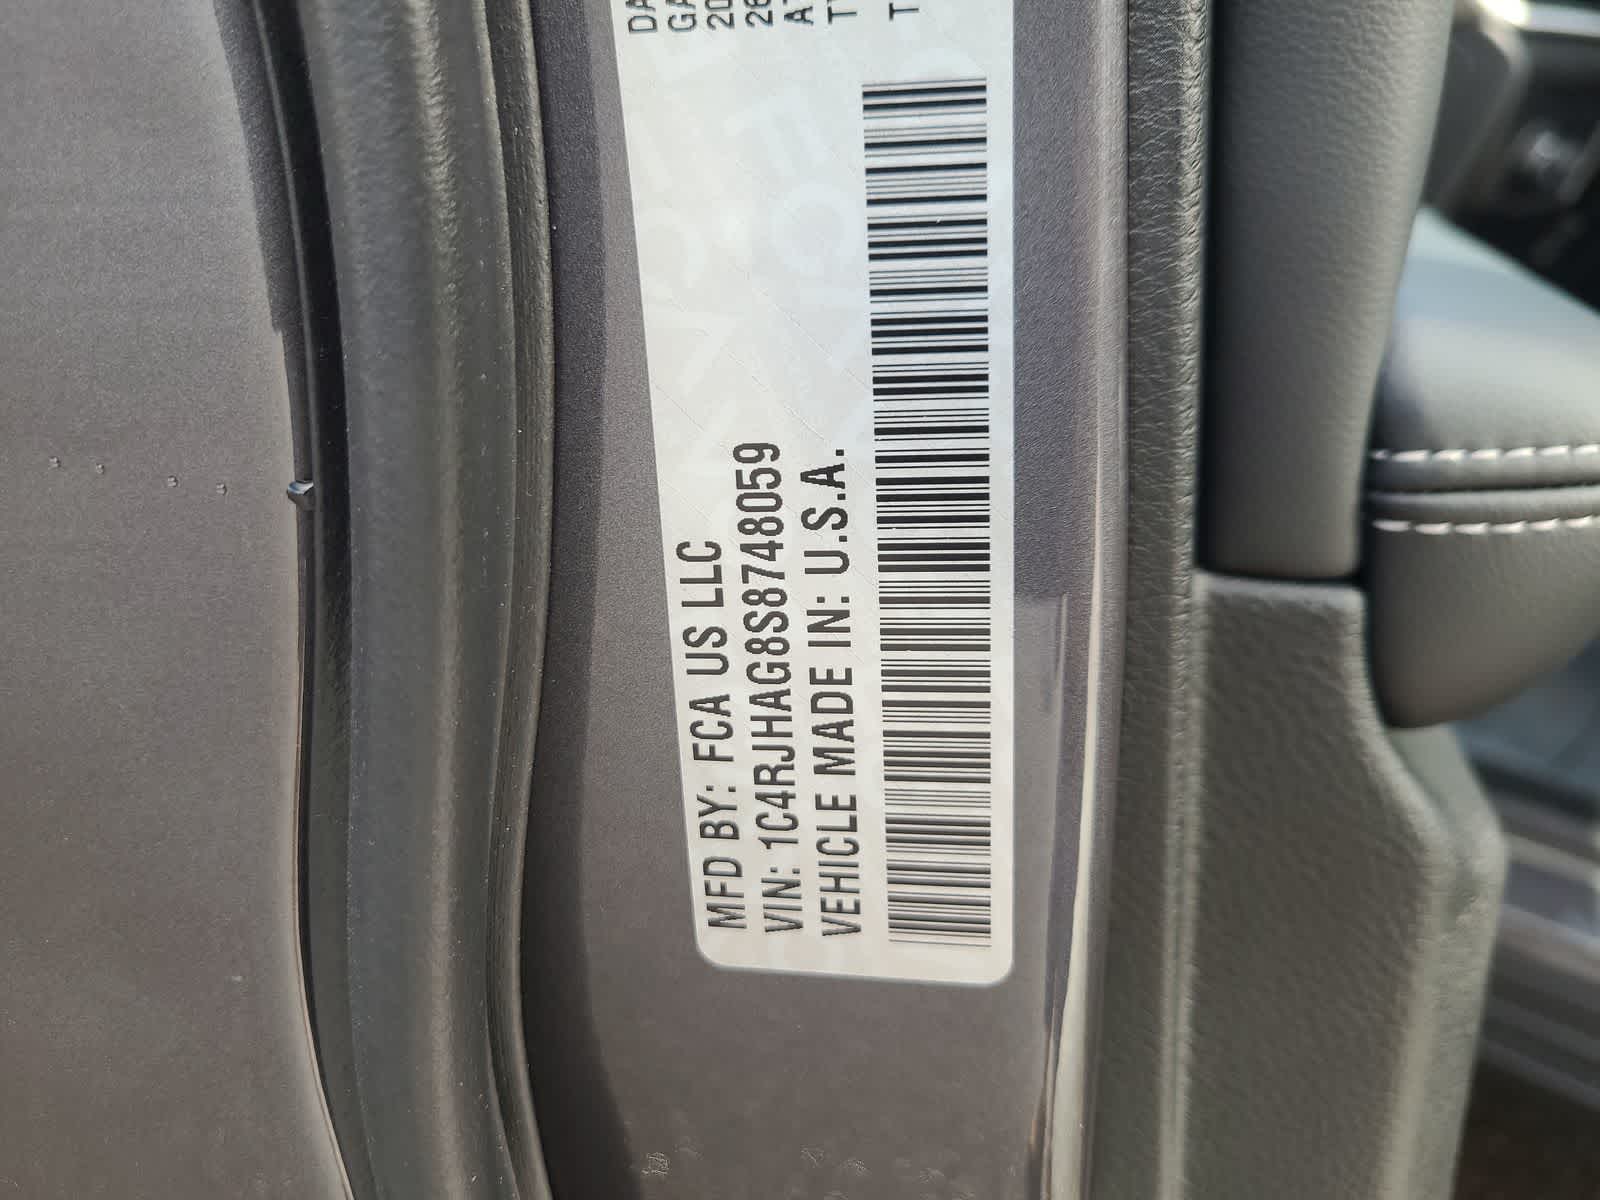 MFD BY: FCA US LLC
VIN: 1C4RJHAG8S8748059
VEHICLE MADE IN: U.S.A.